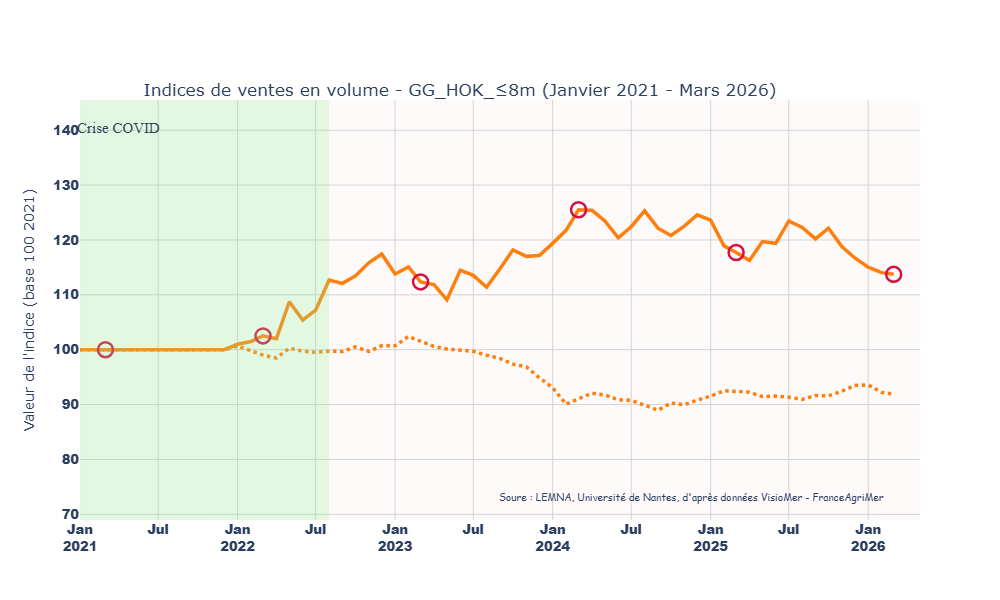 Indices de ventes en volume - GG_HOK_≤8m (Janvier 2021 - Mars 2026)
Crise COVID
Valeur de l'indice (base 100 2021)
140
130
120
110
100
90
80
70
Soure : LEMNA, Université de Nantes, d'après données VisioMer - FranceAgriMer
Jan Jul Jan Jul Jan Jul Jan Jul Jan Jul Jan
2021 2022 2023 2024 2025 2026